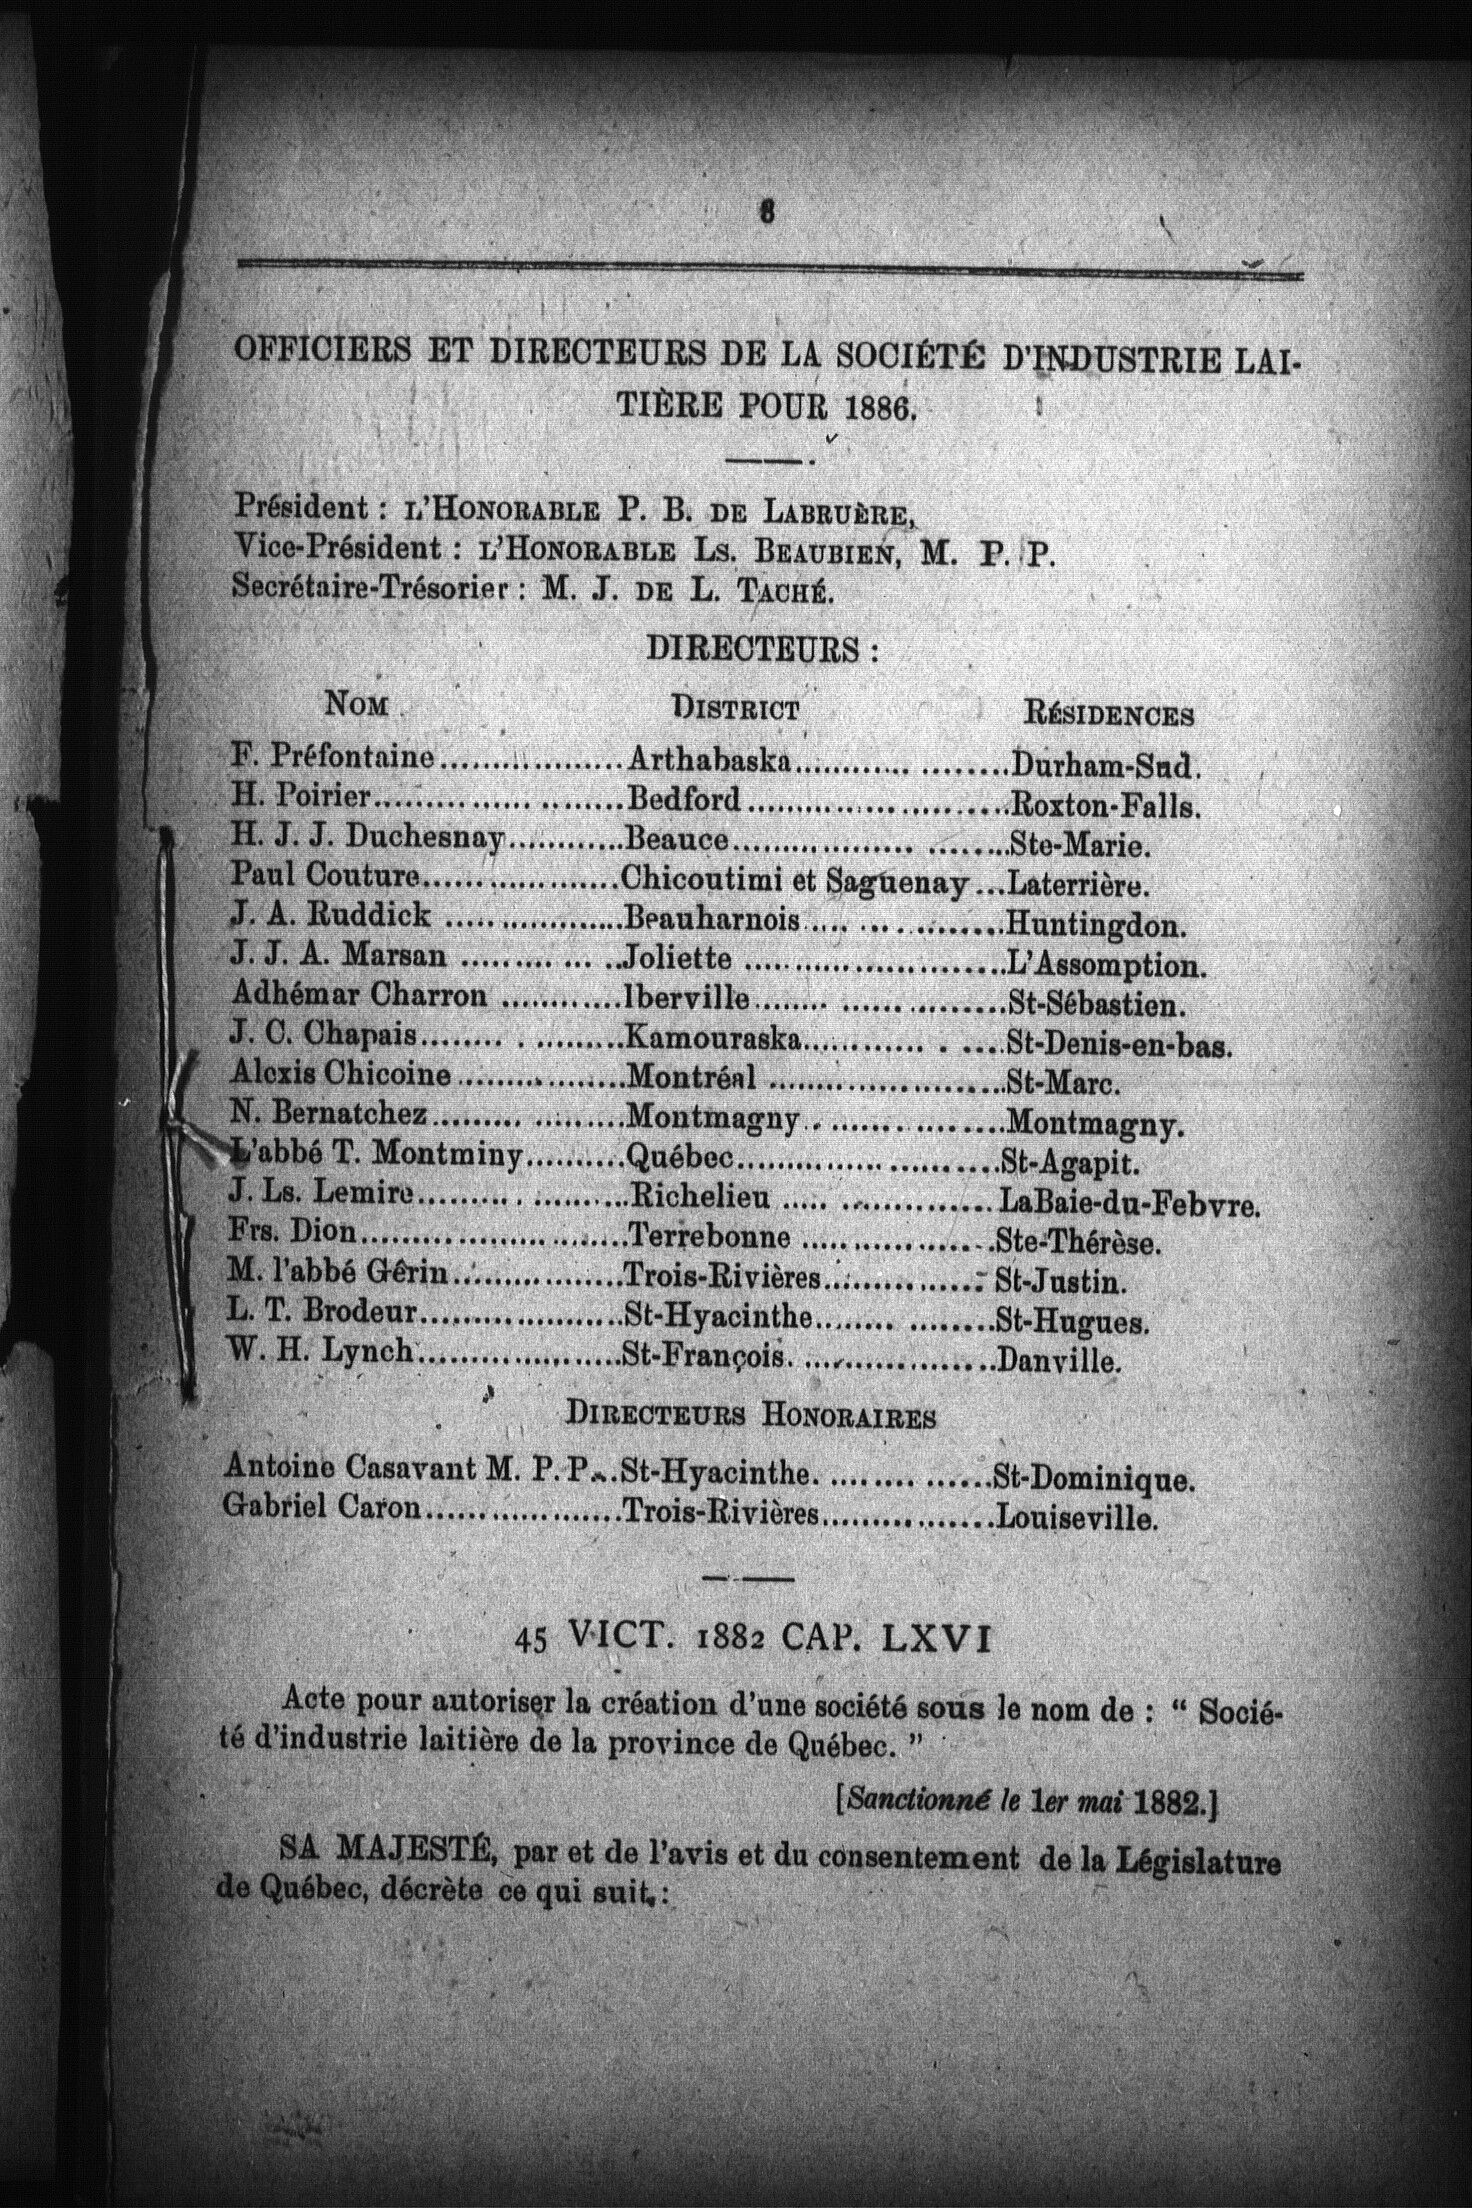 8
OFFICIERS ET DIRECTEURS DE LA SOCIÉTÉ D'INDUSTRIE LAI-
TIÈRE POUR 1886.
Président : L'HONORABLE P. B. DE LABRUÈRE,
Vice-Président : L'HONORABLE LS. BEAUBIEN, M. P. P.
Secrétaire-Trésorier : M. J. DE L. TACHÉ.
DIRECTEURS :
NOM DISTRICT RÉSIDENCES
F. Préfontaine..................Arthabaska....................Durham-Sud.
H. Poirier........................Bedford..........................Roxton-Falls.
H. J. J. Duchesnay............Beauce..........................Ste-Marie.
Paul Couture....................Chicoutimi et Saguenay...Laterrière.
J. A. Ruddick ..................Beauharnois....................Huntingdon.
J. J. A. Marsan ...............Joliette ..........................L'Assomption.
Adhémar Charron ............Iberville........................St-Sébastien.
J. C. Chapais....................Kamouraska...................St-Denis-en-bas.
Alexis Chicoine.................Montréal ........................St-Marc.
N. Bernatchez...................Montmagny....................Montmagny.
L'abbé T. Montminy..........Québec..........................St-Agapit.
J. Ls. Lemire....................Richelieu .....................LaBaie-du-Febvre.
Frs. Dion..........................Terrebonne ...................Ste-Thérèse.
M. l'abbé Gérin.................Trois-Rivières................St-Justin.
L. T. Brodeur....................St-Hyacinthe.................St-Hugues.
W. H. Lynch.....................St-François....................Danville.
DIRECTEURS HONORAIRES
Antoine Casavant M. P. P...St-Hyacinthe.................St-Dominique.
Gabriel Caron...................Trois-Rivières................Louiseville.
45 VICT. 1882 CAP. LXVI
Acte pour autoriser la création d'une société sous le nom de : “ Socié-
té d'industrie laitière de la province de Québec. ”
[Sanctionné le 1er mai 1882.]
SA MAJESTÉ, par et de l'avis et du consentement de la Législature
de Québec, décrète ce qui suit :